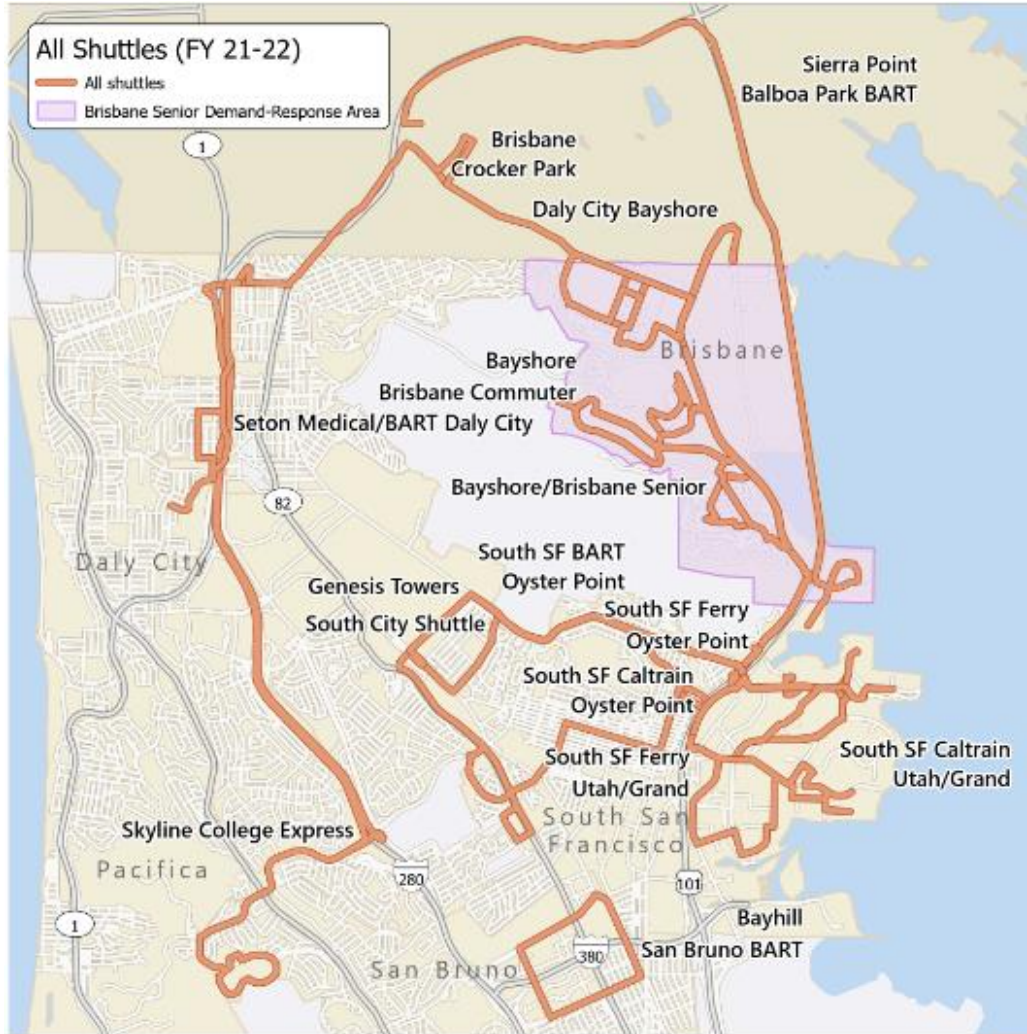 All Shuttles (FY 21-22)
All shuttles
Brisbane Senior Demand-Response Area
Sierra Point
Balboa Park BART
1
Brisbane
Crocker Park
Daly City Bayshore
Brisbane
Bayshore
Brisbane Commuter
Seton Medical/BART Daly City
82
Bayshore/Brisbane Senior
Daly City
South SF BART
Oyster Point
Genesis Towers
South City Shuttle
South SF Ferry
Oyster Point
South SF Caltrain
Oyster Point
South SF Ferry
Utah/Grand
South SF Caltrain
Utah/Grand
South San
Francisco
Skyline College Express
Pacifica
280
101
1
Bayhill
San Bruno BART
380
San Bruno